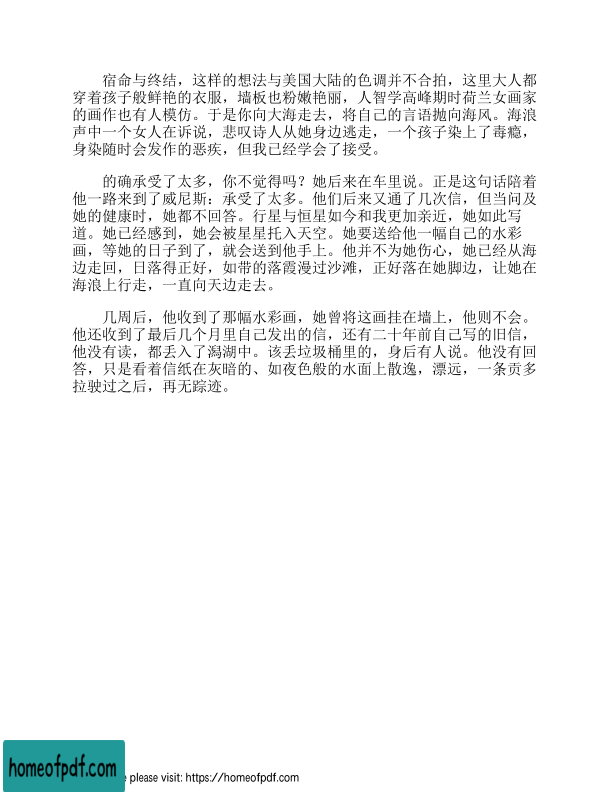 宿命与终结，这样的想法与美国大陆的色调并不合拍，这里大人都
穿着孩子般鲜艳的衣服，墙板也粉嫩艳丽，人智学高峰期时荷兰女画家
的画作也有人模仿。于是你向大海走去，将自己的言语抛向海风。海浪
声中一个女人在诉说，悲叹诗人从她身边逃走，一个孩子染上了毒瘾，
身染随时会发作的恶疾，但我已经学会了接受。
的确承受了太多，你不觉得吗？她后来在车里说。正是这句话陪着
他一路来到了威尼斯：承受了太多。他们后来又通了几次信，但当问及
她的健康时，她都不回答。行星与恒星如今和我更加亲近，她如此写
道。她已经感到，她会被星星托入天空。她要送给他一幅自己的水彩
画，等她的日子到了，就会送到他手上。他并不为她伤心，她已经从海
边走回，日落得正好，如带的落霞漫过沙滩，正好落在她脚边，让她在
海浪上行走，一直向天边走去。
几周后，他收到了那幅水彩画，她曾将这画挂在墙上，他则不会。
他还收到了最后几个月里自己发出的信，还有二十年前自己写的旧信，
他没有读，都丢入了潟湖中。该丢垃圾桶里的，身后有人说。他没有回
答，只是看着信纸在灰暗的、如夜色般的水面上散逸，漂远，一条贡多
拉驶过之后，再无踪迹。
homeofpdf.com
please visit: https://homeofpdf.com